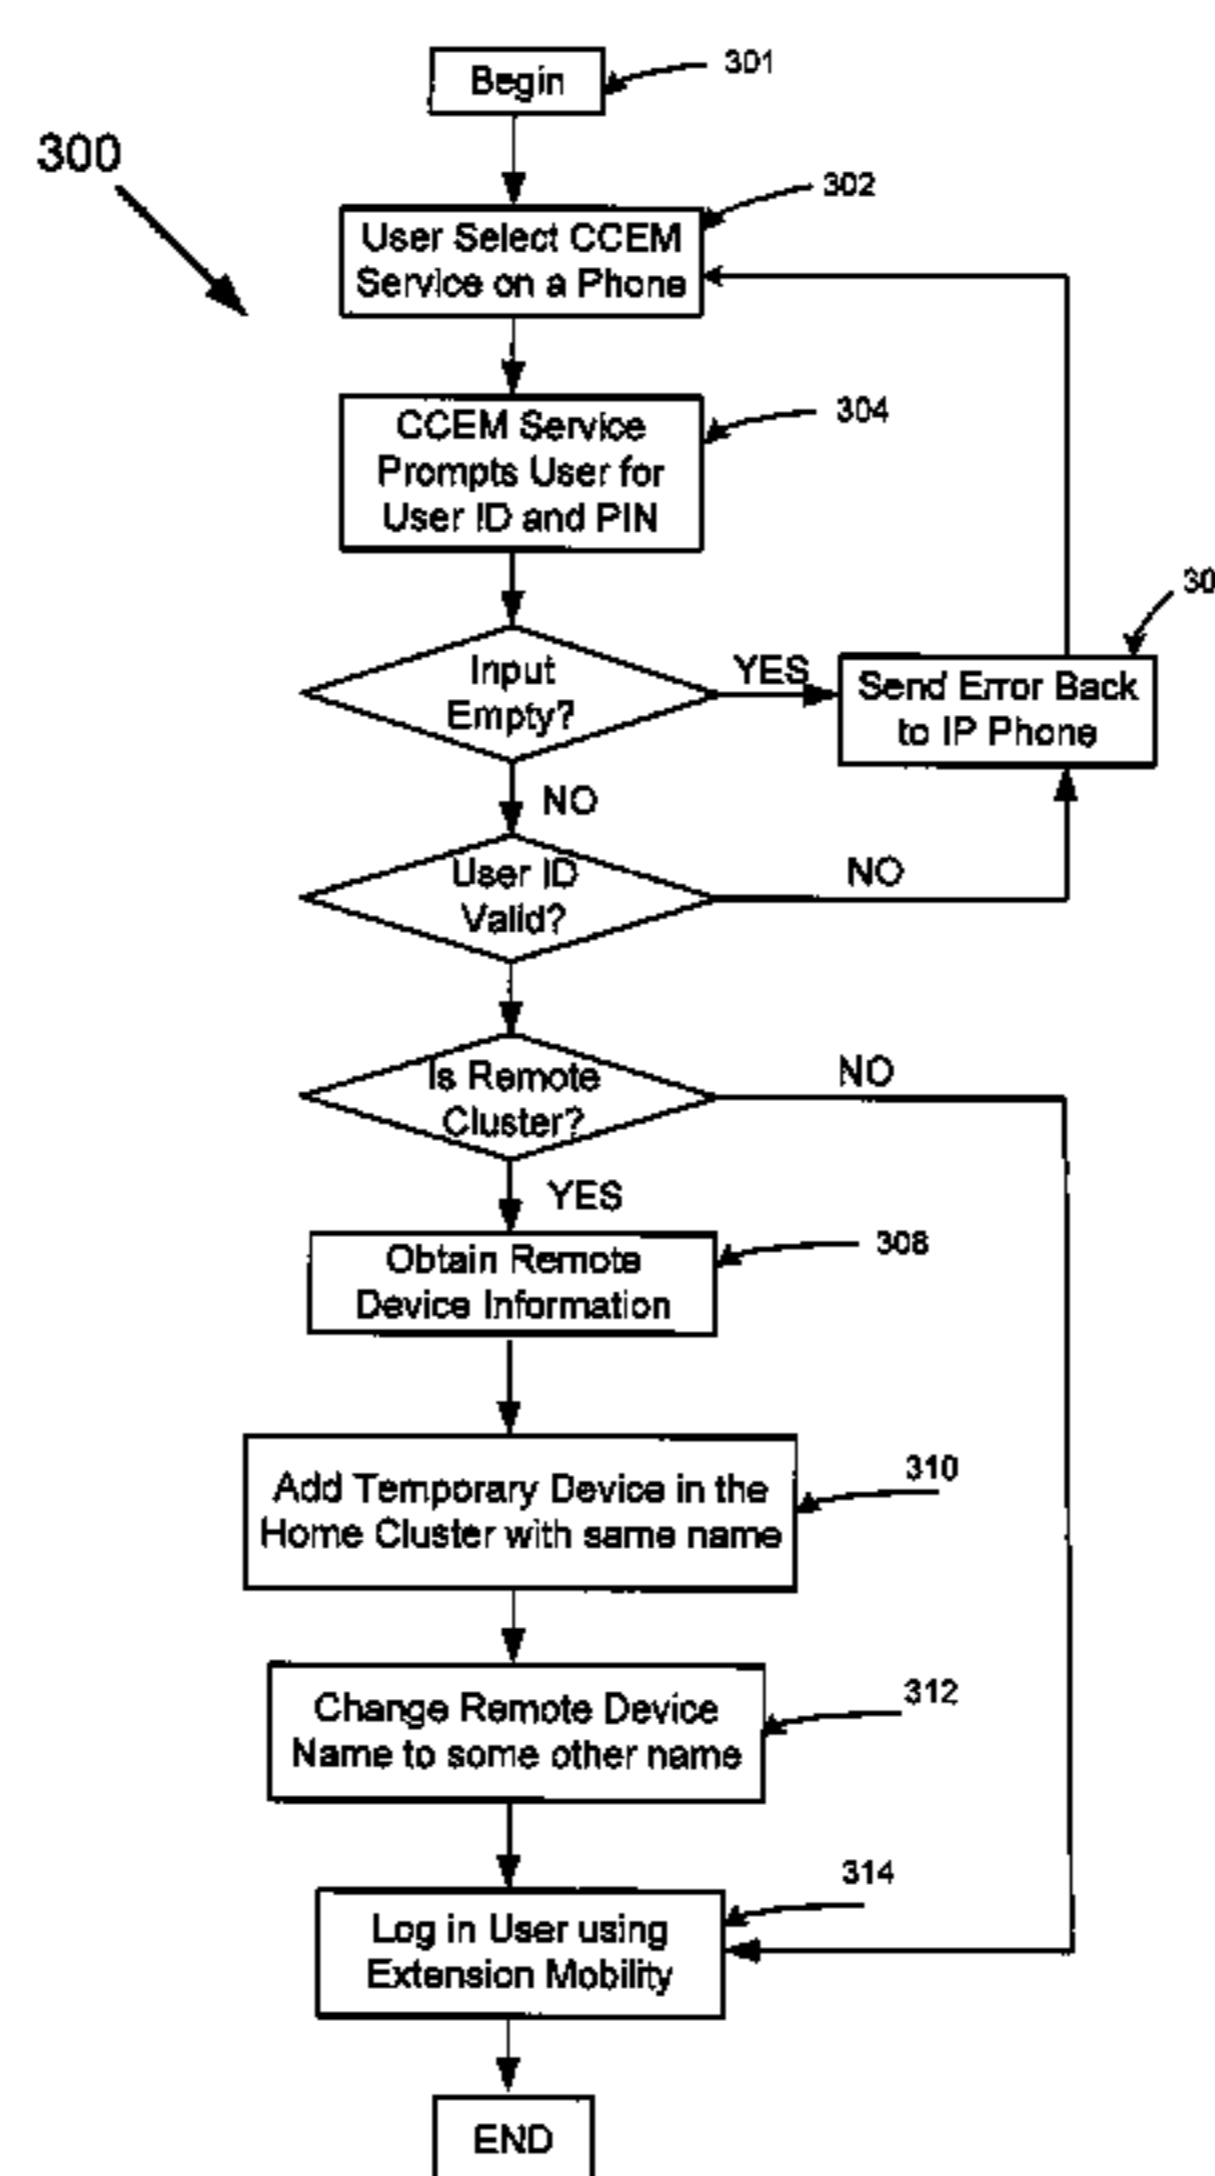 Begin
301
300
302
User Select CCEM
Service on a Phone
304
CCEM Service
Prompts User for
User ID and PIN
30
Input
Empty?
YES
Send Error Back
to IP Phone
NO
User ID
Valid?
NO
Is Remote
Cluster?
NO
YES
308
Obtain Remote
Device Information
310
Add Temporary Device in the
Home Cluster with same name
312
Change Remote Device
Name to some other name
314
Log in User using
Extension Mobility
END